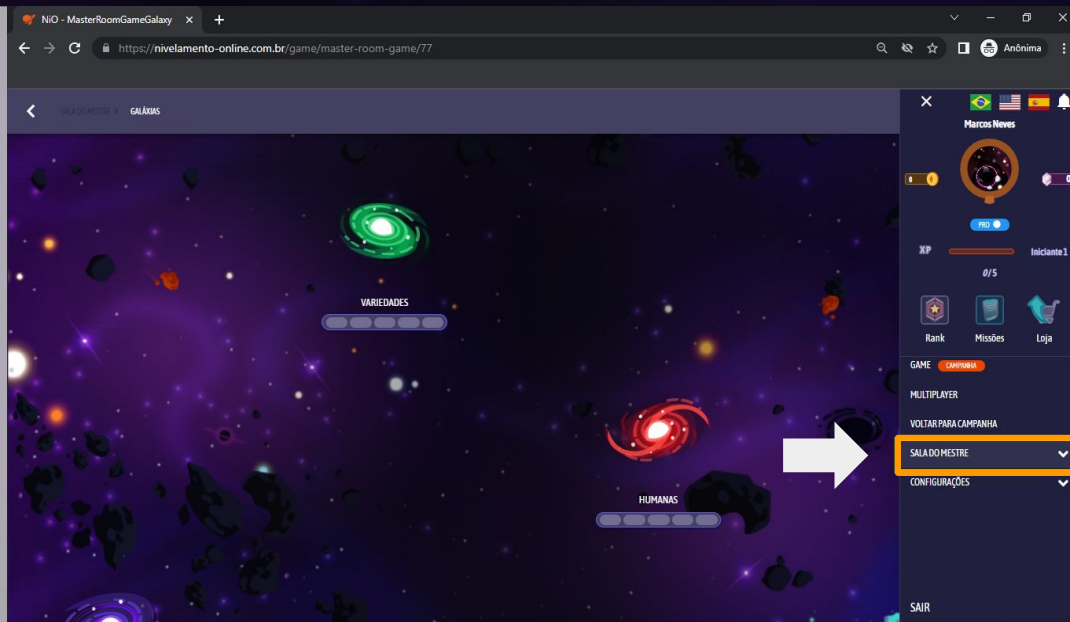 NiO - MasterRoomGameGalaxy
https://nivelamento-online.com.br/game/master-room-game/77
Anônima
SALA DO MESTRE > GALÁXIAS
Marcos Neves
0
0
PRO
XP
Iniciante 1
0/5
Rank Missões Loja
VARIEDADES
HUMANAS
GAME CAMPANHA
MULTIPLAYER
VOLTAR PARA CAMPANHA
SALA DO MESTRE
CONFIGURAÇÕES
SAIR